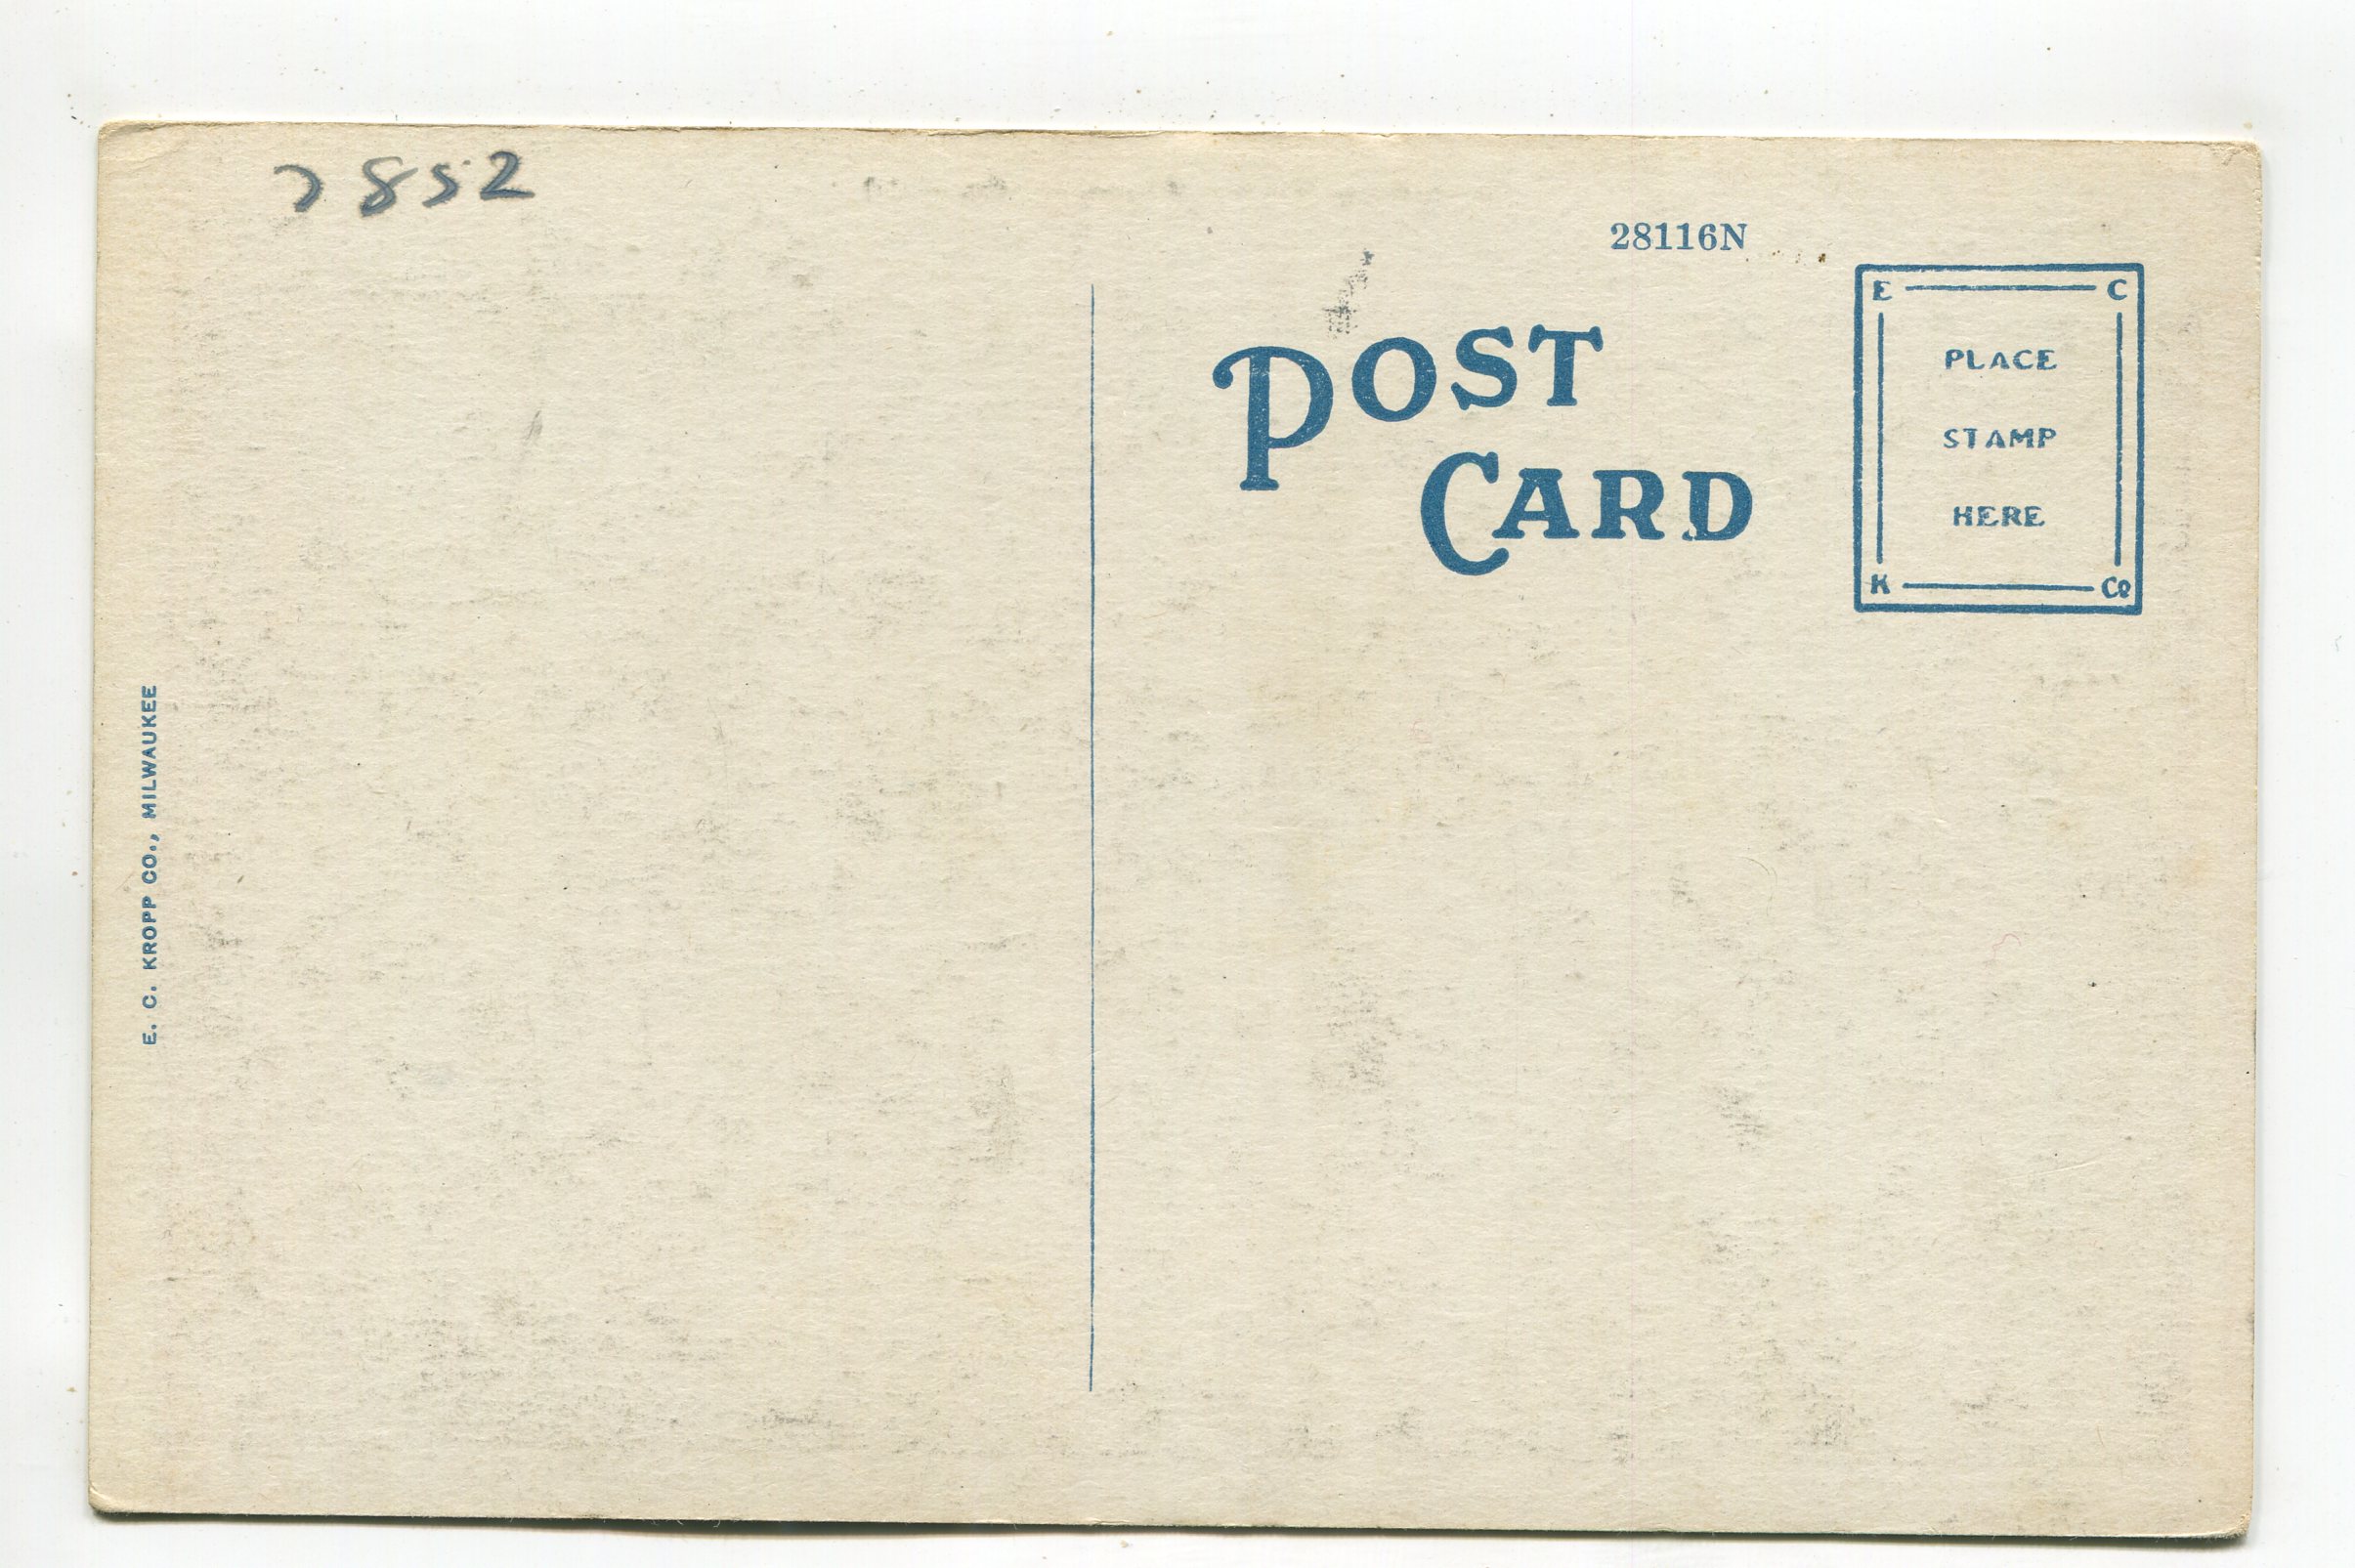 7852
28116N
POST
CARD
E C
PLACE
STAMP
HERE
K Co
E. C. KROPP CO., MILWAUKEE